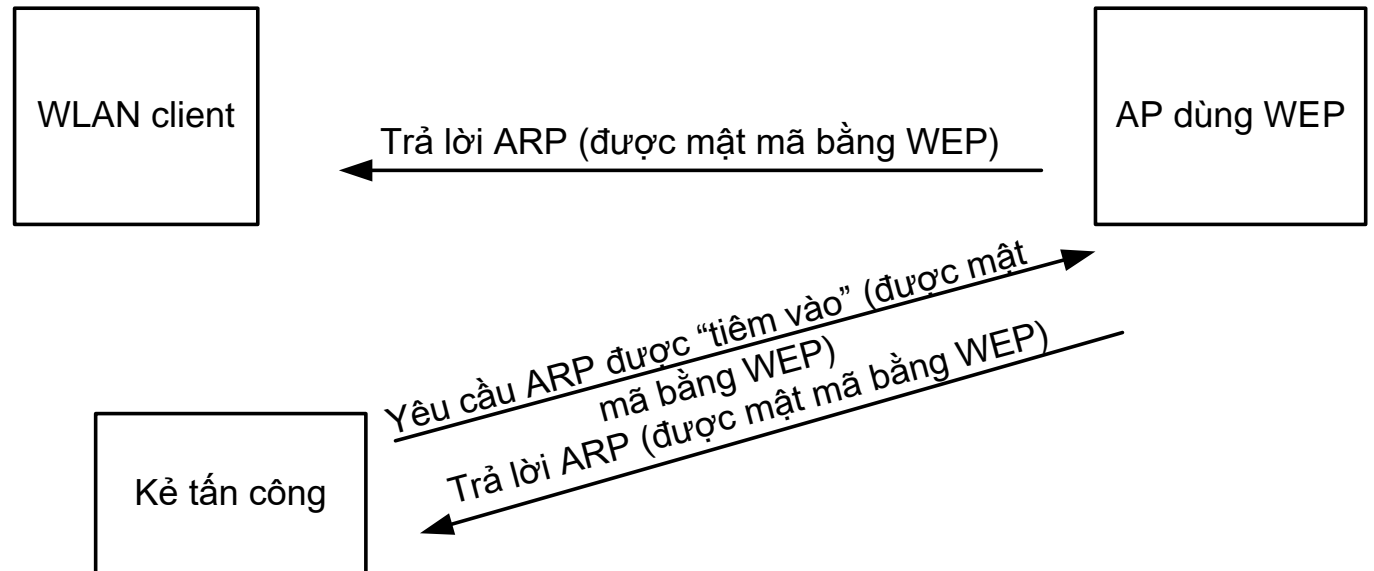 WLAN client
AP dùng WEP
Trả lời ARP (được mật mã bằng WEP)
Yêu cầu ARP được “tiêm vào” (được mật
mã bằng WEP)
Trả lời ARP (được mật mã bằng WEP)
Kẻ tấn công